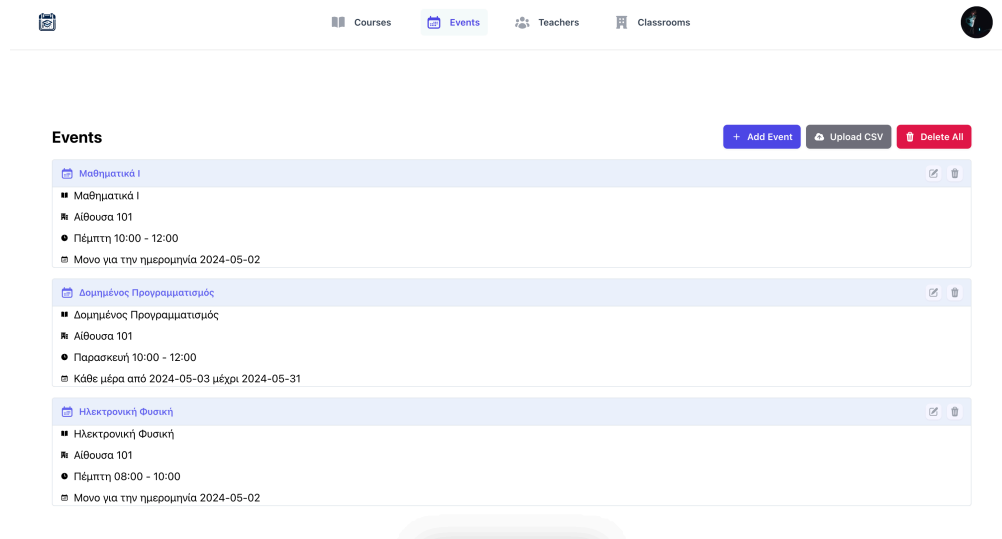 Courses Events Teachers Classrooms
Events
+ Add Event Upload CSV Delete All
Μαθηματικά Ι
Μαθηματικά Ι
Αίθουσα 101
Πέμπτη 10:00 - 12:00
Μονο για την ημερομηνία 2024-05-02
Δομημένος Προγραμματισμός
Δομημένος Προγραμματισμός
Αίθουσα 101
Παρασκευή 10:00 - 12:00
Κάθε μέρα από 2024-05-03 μέχρι 2024-05-31
Ηλεκτρονική Φυσική
Ηλεκτρονική Φυσική
Αίθουσα 101
Πέμπτη 08:00 - 10:00
Μονο για την ημερομηνία 2024-05-02